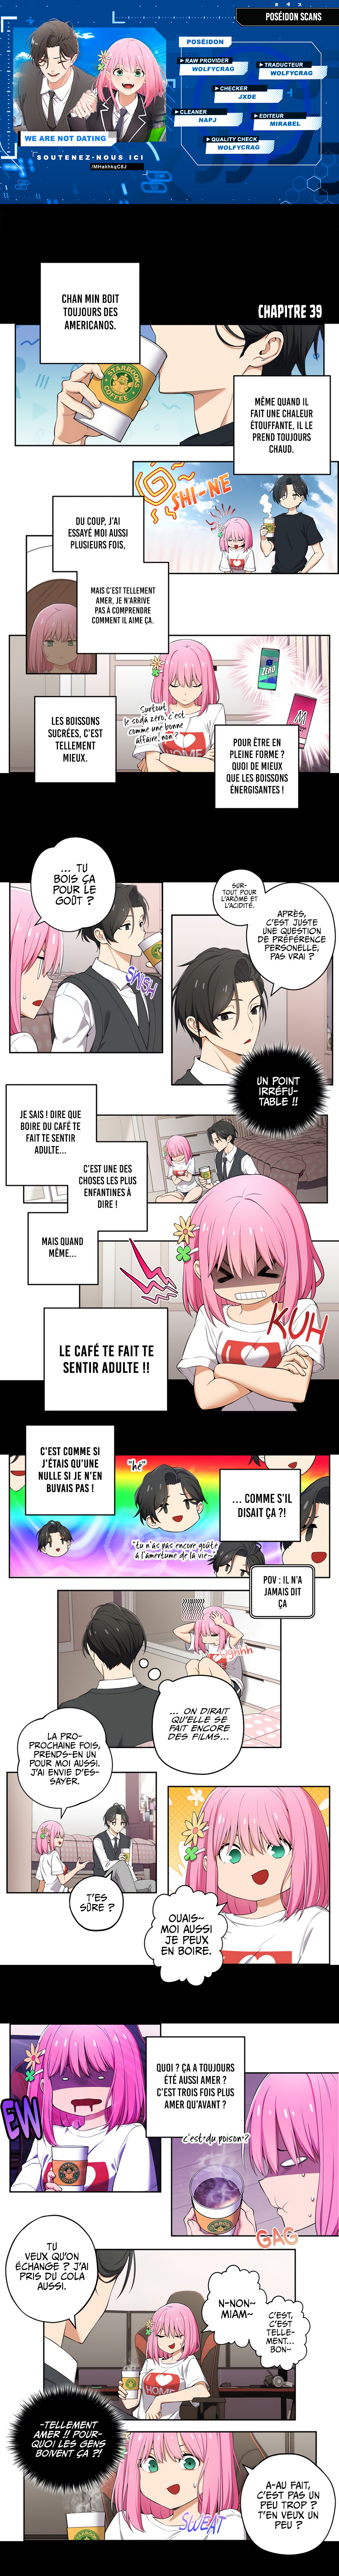 POSÉIDON SCANS
POSÉIDON
RAW PROVIDER
WOLFYCRAG
TRADUCTEUR
WOLFYCRAG
CHECKER
JXDE
CLEANER
NAPJ
EDITEUR
MIRABEL
QUALITY CHECK
WOLFYCRAG
WE ARE NOT DATING
SOUTENEZ-NOUS ICI
/MHakhkqC8J
CHAPITRE 39
CHAN MIN BOIT
TOUJOURS DES
AMERICANOS.
STARBOOKS
COFFEE
MÊME QUAND IL
FAIT UNE CHALEUR
ÉTOUFFANTE, IL LE
PREND TOUJOURS
CHAUD.
SHI-NE
DU COUP, J'AI
ESSAYÉ MOI AUSSI
PLUSIEURS FOIS,
MAIS C'EST TELLEMENT
AMER, JE N'ARRIVE
PAS À COMPRENDRE
COMMENT IL AIME ÇA.
ZERO
LES BOISSONS
SUCRÉES, C'EST
TELLEMENT
MIEUX.
Surtout
le soda zéro, c'est
comme une bonne
affaire, non ?
HOME
M
POUR ÊTRE EN
PLEINE FORME ?
QUOI DE MIEUX
QUE LES BOISSONS
ÉNERGISANTES !
... TU
BOIS ÇA
POUR LE
GOÛT ?
SWISH
SUR-
TOUT POUR
L'ARÔME ET
L'ACIDITÉ.
APRÈS,
C'EST JUSTE
UNE QUESTION
DE PRÉFÉRENCE
PERSONELLE,
PAS VRAI ?
UN POINT
IRRÉFU-
TABLE !!
JE SAIS ! DIRE QUE
BOIRE DU CAFÉ TE
FAIT TE SENTIR
ADULTE...
C'EST UNE DES
CHOSES LES PLUS
ENFANTINES À
DIRE !
MAIS QUAND
MÊME...
KUH
LE CAFÉ TE FAIT TE
SENTIR ADULTE !!
C'EST COMME SI
J'ÉTAIS QU'UNE
NULLE SI JE N'EN
BUVAIS PAS !
"hé"
... COMME S'IL
DISAIT ÇA ?!
"tu n'as pas encore goûté
à l'amertume de la vie~"
POV : IL N'A
JAMAIS DIT
ÇA
... ON DIRAIT
QU'ELLE SE
FAIT ENCORE
DES FILMS...
LA PRO-
PROCHAINE FOIS,
PRENDS-EN UN
POUR MOI AUSSI.
J'AI ENVIE D'ES-
SAYER.
T'ES
SÛRE ?
OUAIS~
MOI AUSSI
JE PEUX
EN BOIRE.
EW
QUOI ? ÇA A TOUJOURS
ÉTÉ AUSSI AMER ?
C'EST TROIS FOIS PLUS
AMER QU'AVANT ?
c'est du poison ?
GAG
TU
VEUX QU'ON
ÉCHANGE ? J'AI
PRIS DU COLA
AUSSI.
N-NON~
MIAM~
C'EST,
C'EST
TELLE-
MENT...
BON~
HOME
-TELLEMENT
AMER !! POUR-
QUOI LES GENS
BOIVENT ÇA ?!
SWEAT
A-AU FAIT,
C'EST PAS UN
PEU TROP ?
T'EN VEUX UN
PEU ?